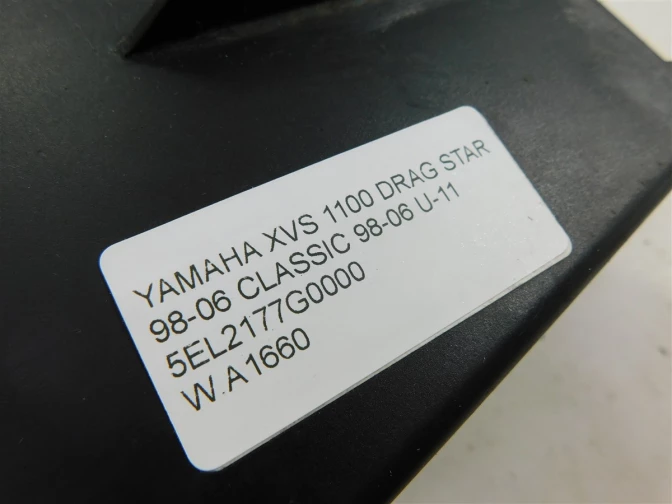 YAMAHA XVS 1100 DRAG STAR
98-06 CLASSIC 98-06 U-11
5EL2177G0000
W.A1660